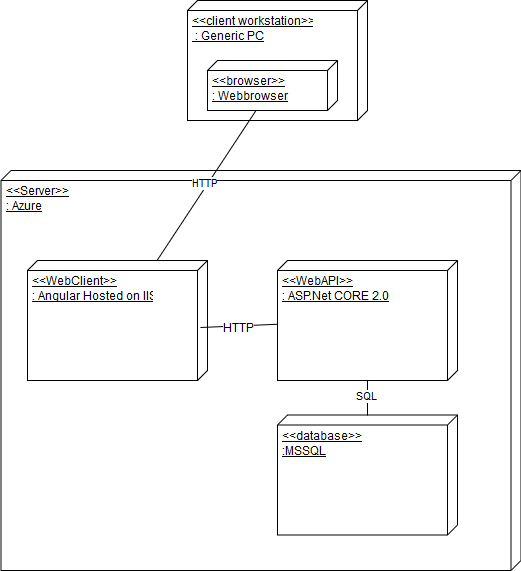 <<client workstation>>
: Generic PC
<<browser>>
: Webbrowser
HTTP
<<Server>>
: Azure
<<WebClient>>
: Angular Hosted on IIS
<<WebAPI>>
: ASP.Net CORE 2.0
HTTP
SQL
<<database>>
:MSSQL